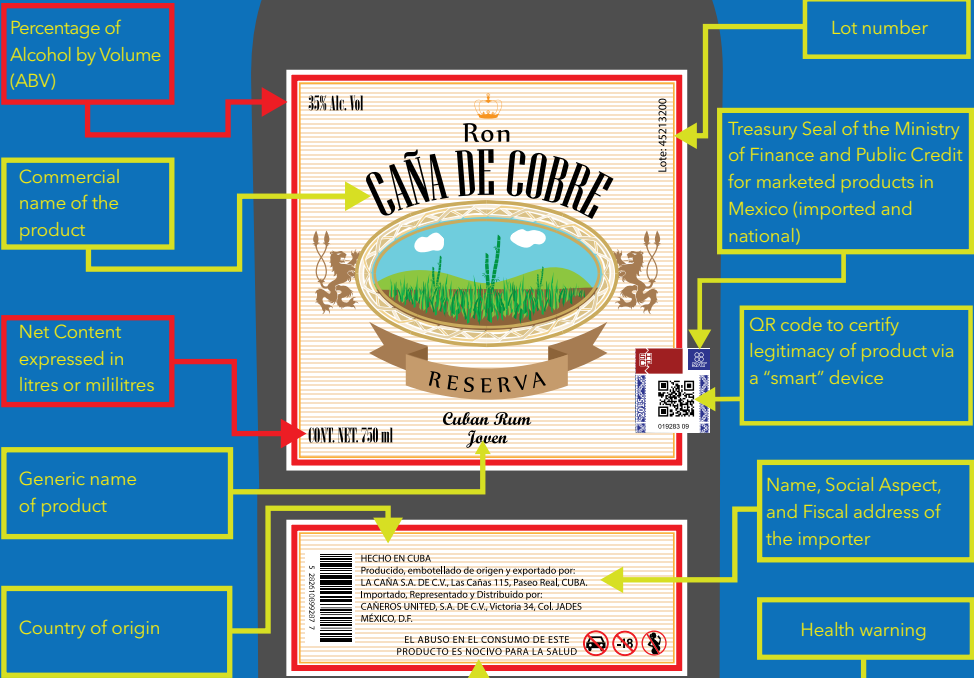 Percentage of
Alcohol by Volume
(ABV)
Commercial
name of the
product
Net Content
expressed in
litres or mililitres
Generic name
of product
Country of origin
35% Alc. Vol
Ron
CAÑA DE COBRE
RESERVA
Cuban Rum
Joven
CONT. NET. 750 ml
Lote: 45213200
2015
019283 09
HECHO EN CUBA
Producido, embotellado de origen y exportado por:
LA CAÑA S.A. DE C.V., Las Cañas 115, Paseo Real, CUBA.
Importado, Representado y Distribuido por:
CAÑEROS UNITED, S.A. DE C.V., Victoria 34, Col. JADES
MÉXICO, D.F.
EL ABUSO EN EL CONSUMO DE ESTE
PRODUCTO ES NOCIVO PARA LA SALUD
-18
Lot number
Treasury Seal of the Ministry
of Finance and Public Credit
for marketed products in
Mexico (imported and
national)
QR code to certify
legitimacy of product via
a “smart” device
Name, Social Aspect,
and Fiscal address of
the importer
Health warning